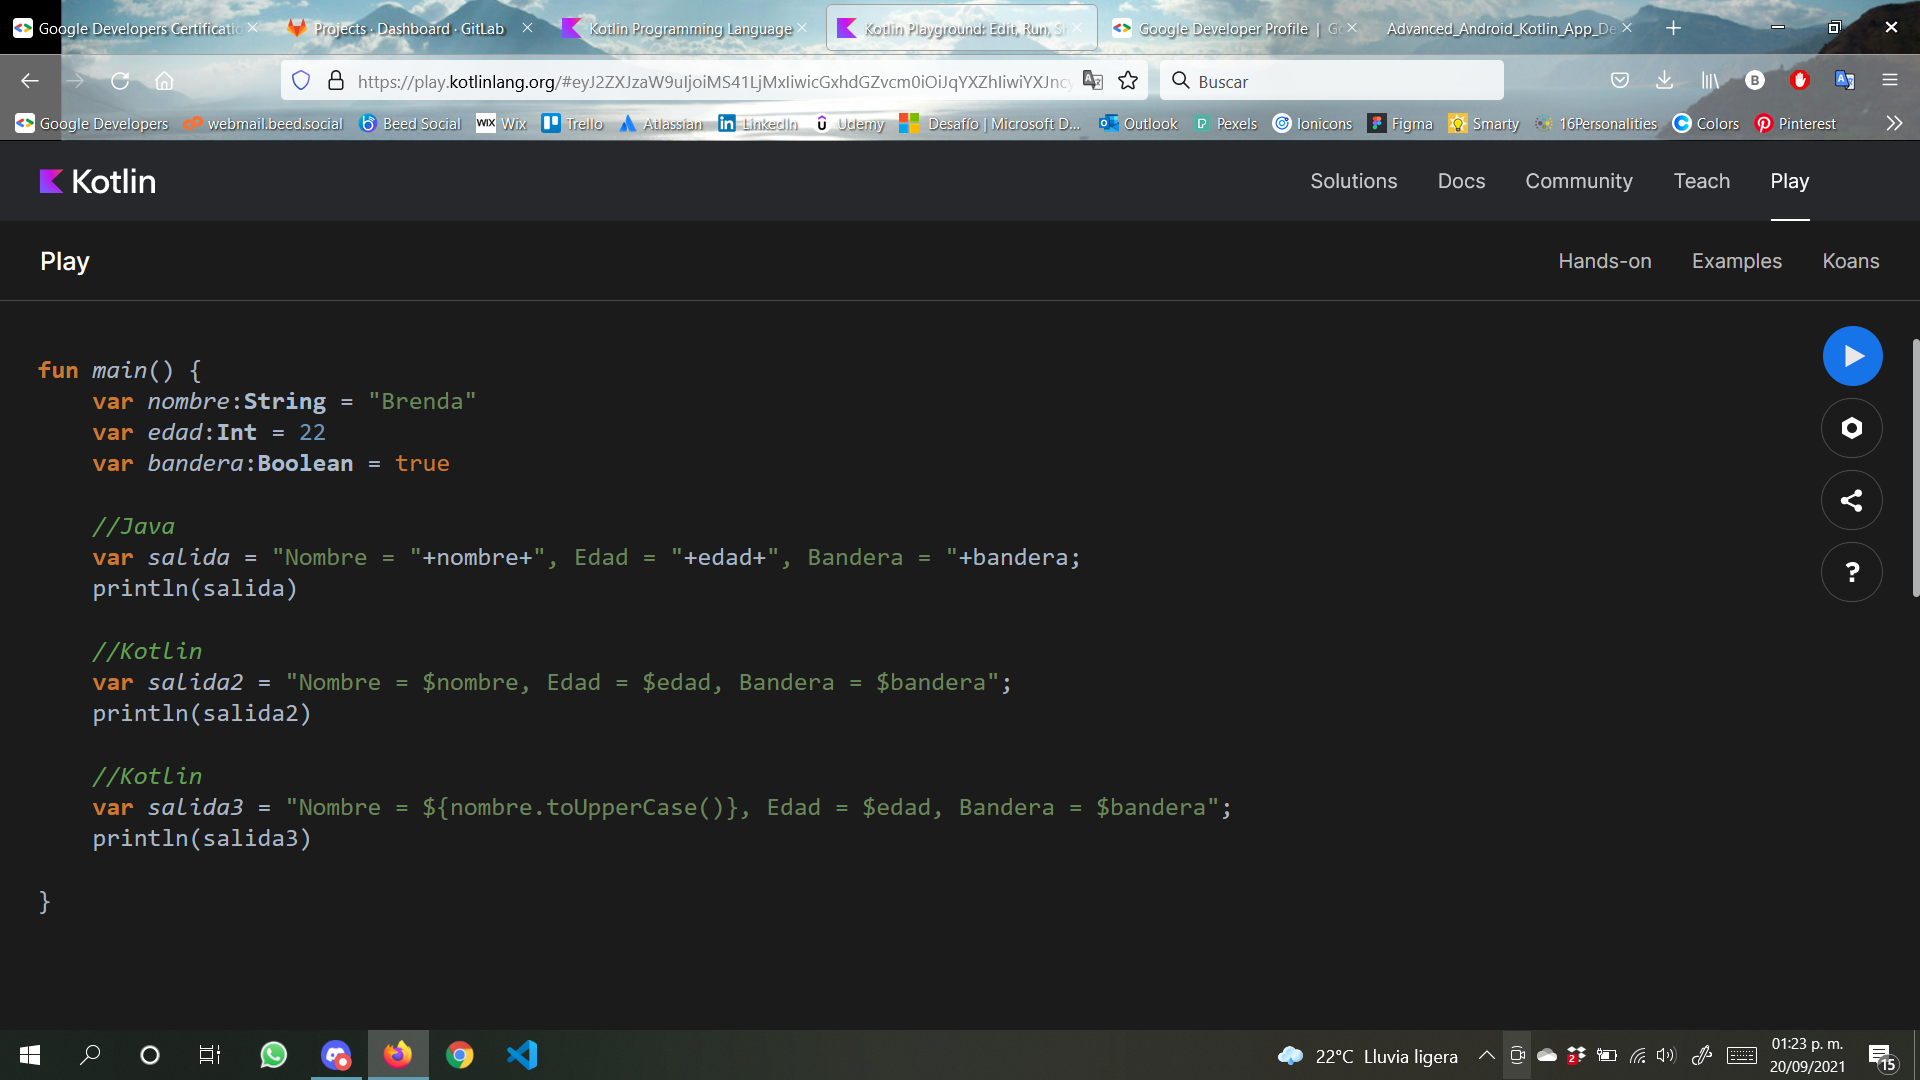 Google Developers Certificatic
Projects · Dashboard · GitLab
Kotlin Programming Language
Kotlin Playground: Edit, Run, S
Google Developer Profile | Go
Advanced_Android_Kotlin_App_De
https://play.kotlinlang.org/
Buscar
Google Developers
webmail.beed.social
Beed Social
Wix
Trello
Atlassian
LinkedIn
Udemy
Desafío | Microsoft D...
Outlook
Pexels
Ionicons
Figma
Smarty
16Personalities
Colors
Pinterest
Kotlin
Solutions
Docs
Community
Teach
Play
Play
Hands-on
Examples
Koans
fun main() {
var nombre:String = "Brenda"
var edad:Int = 22
var bandera:Boolean = true
//Java
var salida = "Nombre = "+nombre+", Edad = "+edad+", Bandera = "+bandera;
println(salida)
//Kotlin
var salida2 = "Nombre = $nombre, Edad = $edad, Bandera = $bandera";
println(salida2)
//Kotlin
var salida3 = "Nombre = ${nombre.toUpperCase()}, Edad = $edad, Bandera = $bandera";
println(salida3)
}
22°C Lluvia ligera
01:23 p. m.
20/09/2021
15